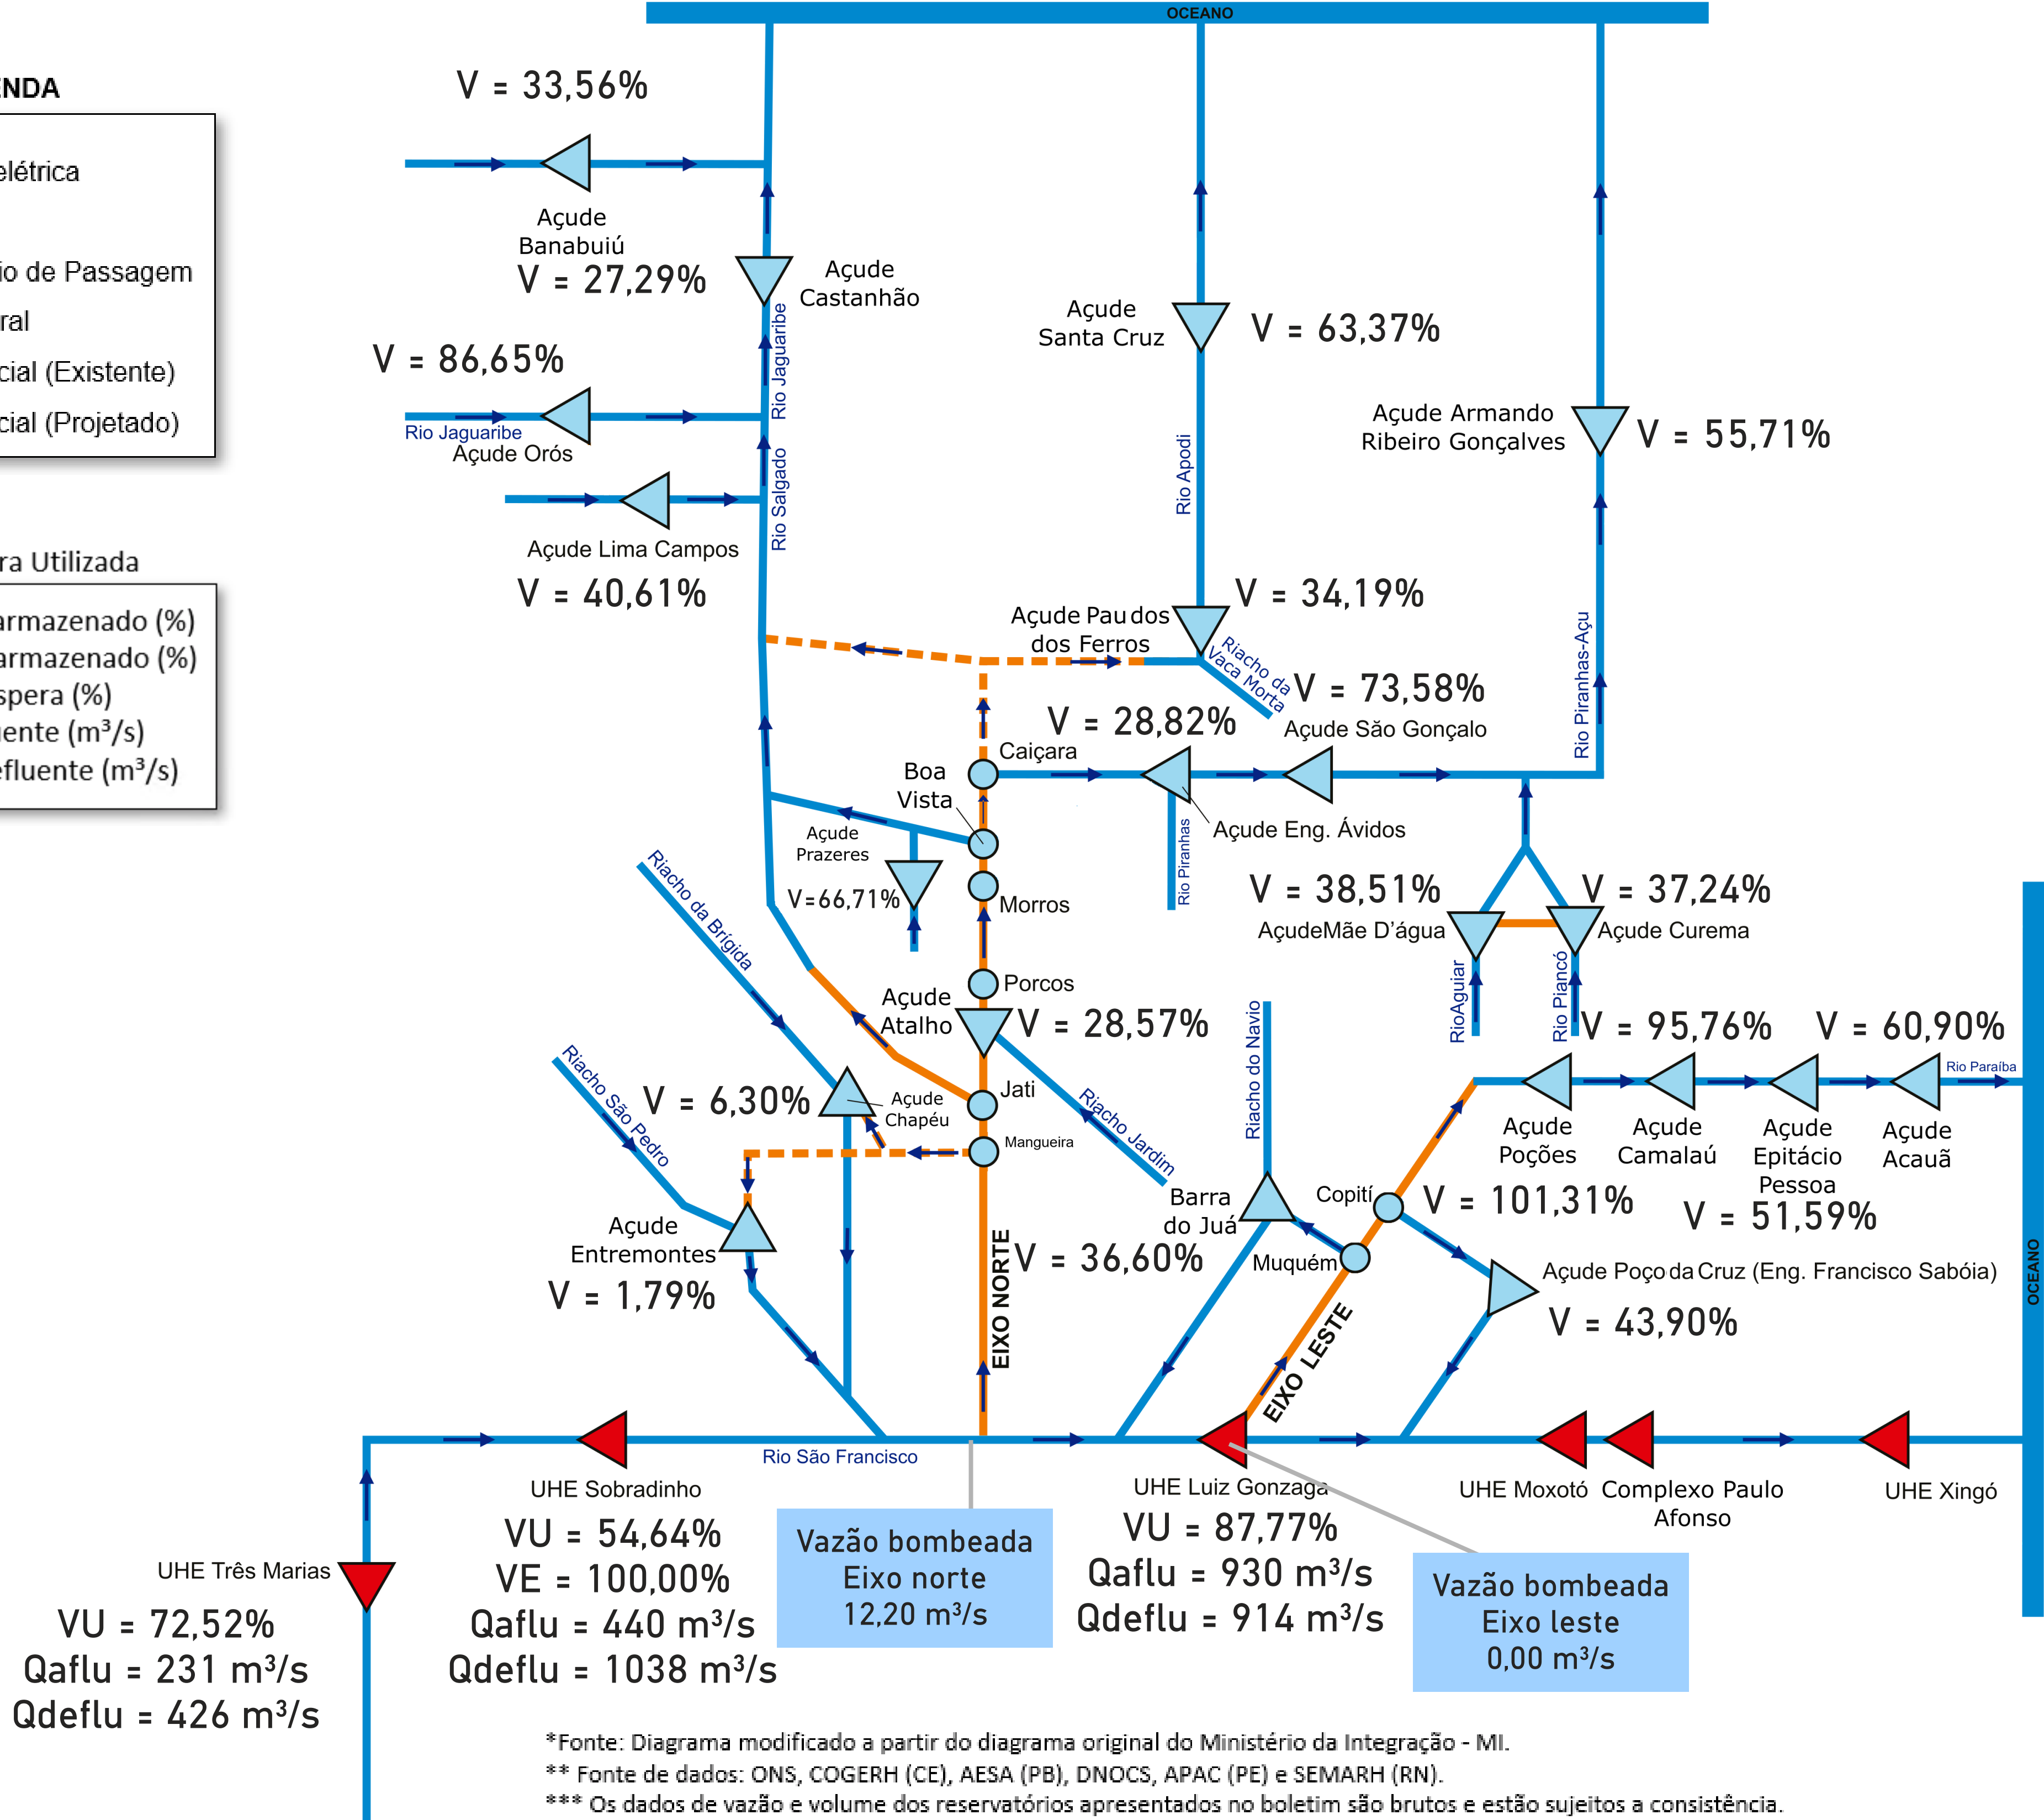 OCEANO
ENDA
elétrica
io de Passagem
ral
cial (Existente)
cial (Projetado)
ra Utilizada
armazenado (%)
armazenado (%)
spera (%)
uente (m³/s)
efluente (m³/s)
V = 33,56%
Açude
Banabuiú
V = 27,29%
Açude
Castanhão
Rio Jaguaribe
V = 86,65%
Rio Jaguaribe
Açude Orós
Rio Salgado
Açude Lima Campos
V = 40,61%
Açude
Santa Cruz
V = 63,37%
Rio Apodi
Açude Armando
Ribeiro Gonçalves
V = 55,71%
Açude Pau dos
dos Ferros
V = 34,19%
Riacho da
Vaca Morta
Rio Piranhas-Açu
V = 73,58%
Açude São Gonçalo
V = 28,82%
Caiçara
Boa
Vista
Açude Eng. Ávidos
Rio Piranhas
Açude
Prazeres
V=66,71%
Morros
Riacho da Brígida
V = 38,51%
AçudeMãe D'água
V = 37,24%
Açude Curema
RioAguiar
Rio Piancó
Porcos
Açude
Atalho
V = 28,57%
Riacho do Navio
V = 95,76%
V = 60,90%
Rio Paraíba
Riacho São Pedro
V = 6,30%
Açude
Chapéu
Jati
Mangueira
Riacho Jardim
Açude
Poções
Açude
Camalaú
Açude
Epitácio
Pessoa
Açude
Acauã
V = 101,31%
V = 51,59%
Copití
Barra
do Juá
Muquém
V = 36,60%
Açude
Entremontes
V = 1,79%
EIXO NORTE
EIXO LESTE
Açude Poço da Cruz (Eng. Francisco Sabóia)
V = 43,90%
OCEANO
Rio São Francisco
UHE Sobradinho
VU = 54,64%
VE = 100,00%
Qaflu = 440 m³/s
Qdeflu = 1038 m³/s
Vazão bombeada
Eixo norte
12,20 m³/s
UHE Luiz Gonzaga
VU = 87,77%
Qaflu = 930 m³/s
Qdeflu = 914 m³/s
Vazão bombeada
Eixo leste
0,00 m³/s
UHE Moxotó
Complexo Paulo
Afonso
UHE Xingó
UHE Três Marias
VU = 72,52%
Qaflu = 231 m³/s
Qdeflu = 426 m³/s
*Fonte: Diagrama modificado a partir do diagrama original do Ministério da Integração - MI.
** Fonte de dados: ONS, COGERH (CE), AESA (PB), DNOCS, APAC (PE) e SEMARH (RN).
*** Os dados de vazão e volume dos reservatórios apresentados no boletim são brutos e estão sujeitos a consistência.